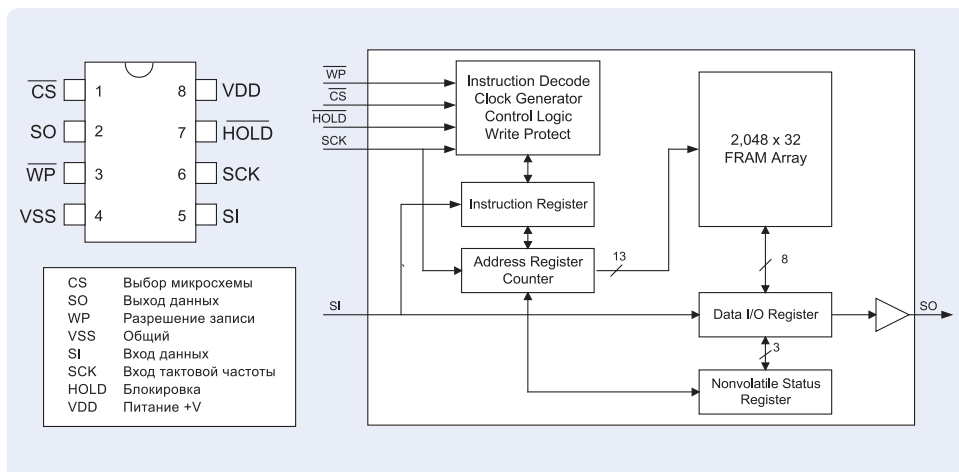 CS
SO
WP
VSS
1
2
3
4
8
7
6
5
VDD
HOLD
SCK
SI
CS Выбор микросхемы
SO Выход данных
WP Разрешение записи
VSS Общий
SI Вход данных
SCK Вход тактовой частоты
HOLD Блокировка
VDD Питание +V
WP
CS
HOLD
SCK
Instruction Decode
Clock Generator
Control Logic
Write Protect
2,048 x 32
FRAM Array
Instruction Register
Address Register
Counter
13
8
SI
Data I/O Register
SO
3
Nonvolatile Status
Register